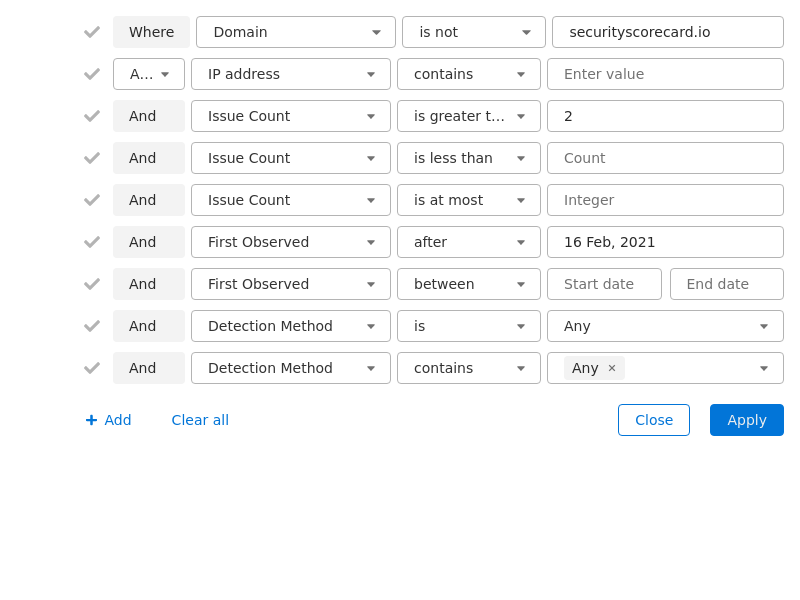 Where Domain is not securityscorecard.io
A... IP address contains Enter value
And Issue Count is greater t... 2
And Issue Count is less than Count
And Issue Count is at most Integer
And First Observed after 16 Feb, 2021
And First Observed between Start date End date
And Detection Method is Any
And Detection Method contains Any ×
+ Add Clear all Close Apply